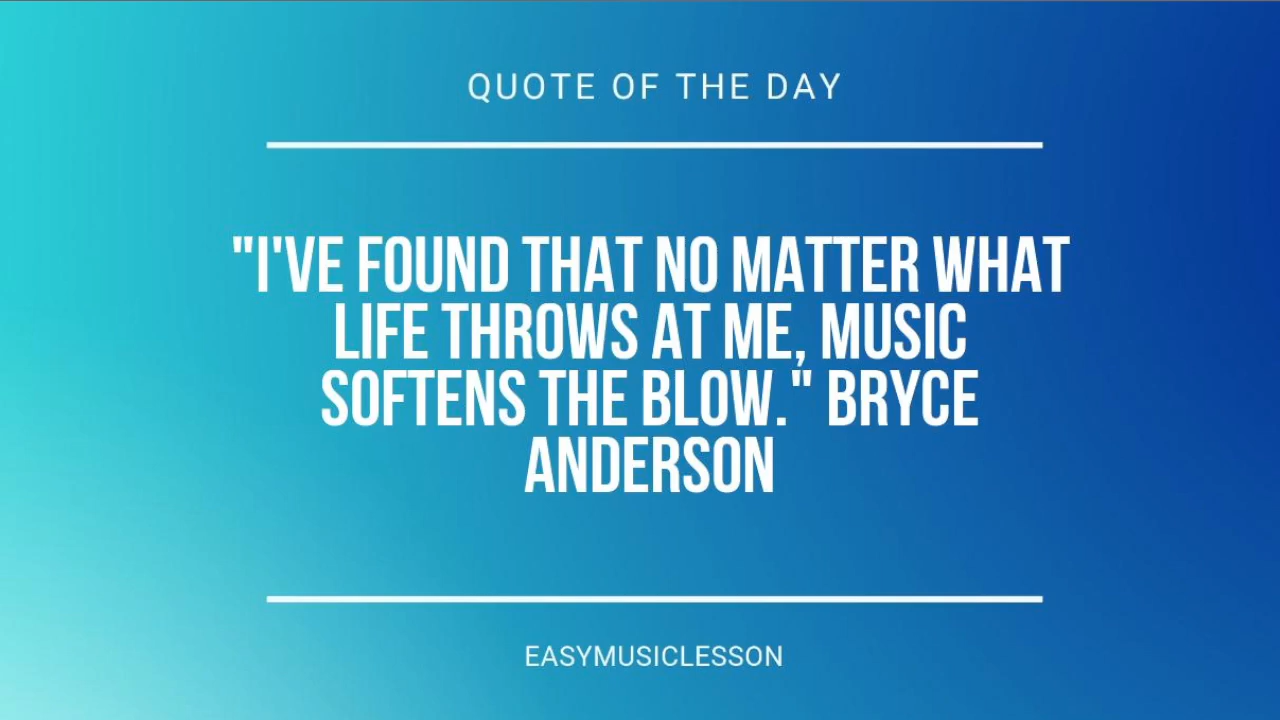 QUOTE OF THE DAY
"I'VE FOUND THAT NO MATTER WHAT
LIFE THROWS AT ME, MUSIC
SOFTENS THE BLOW." BRYCE
ANDERSON
EASYMUSICLESSON